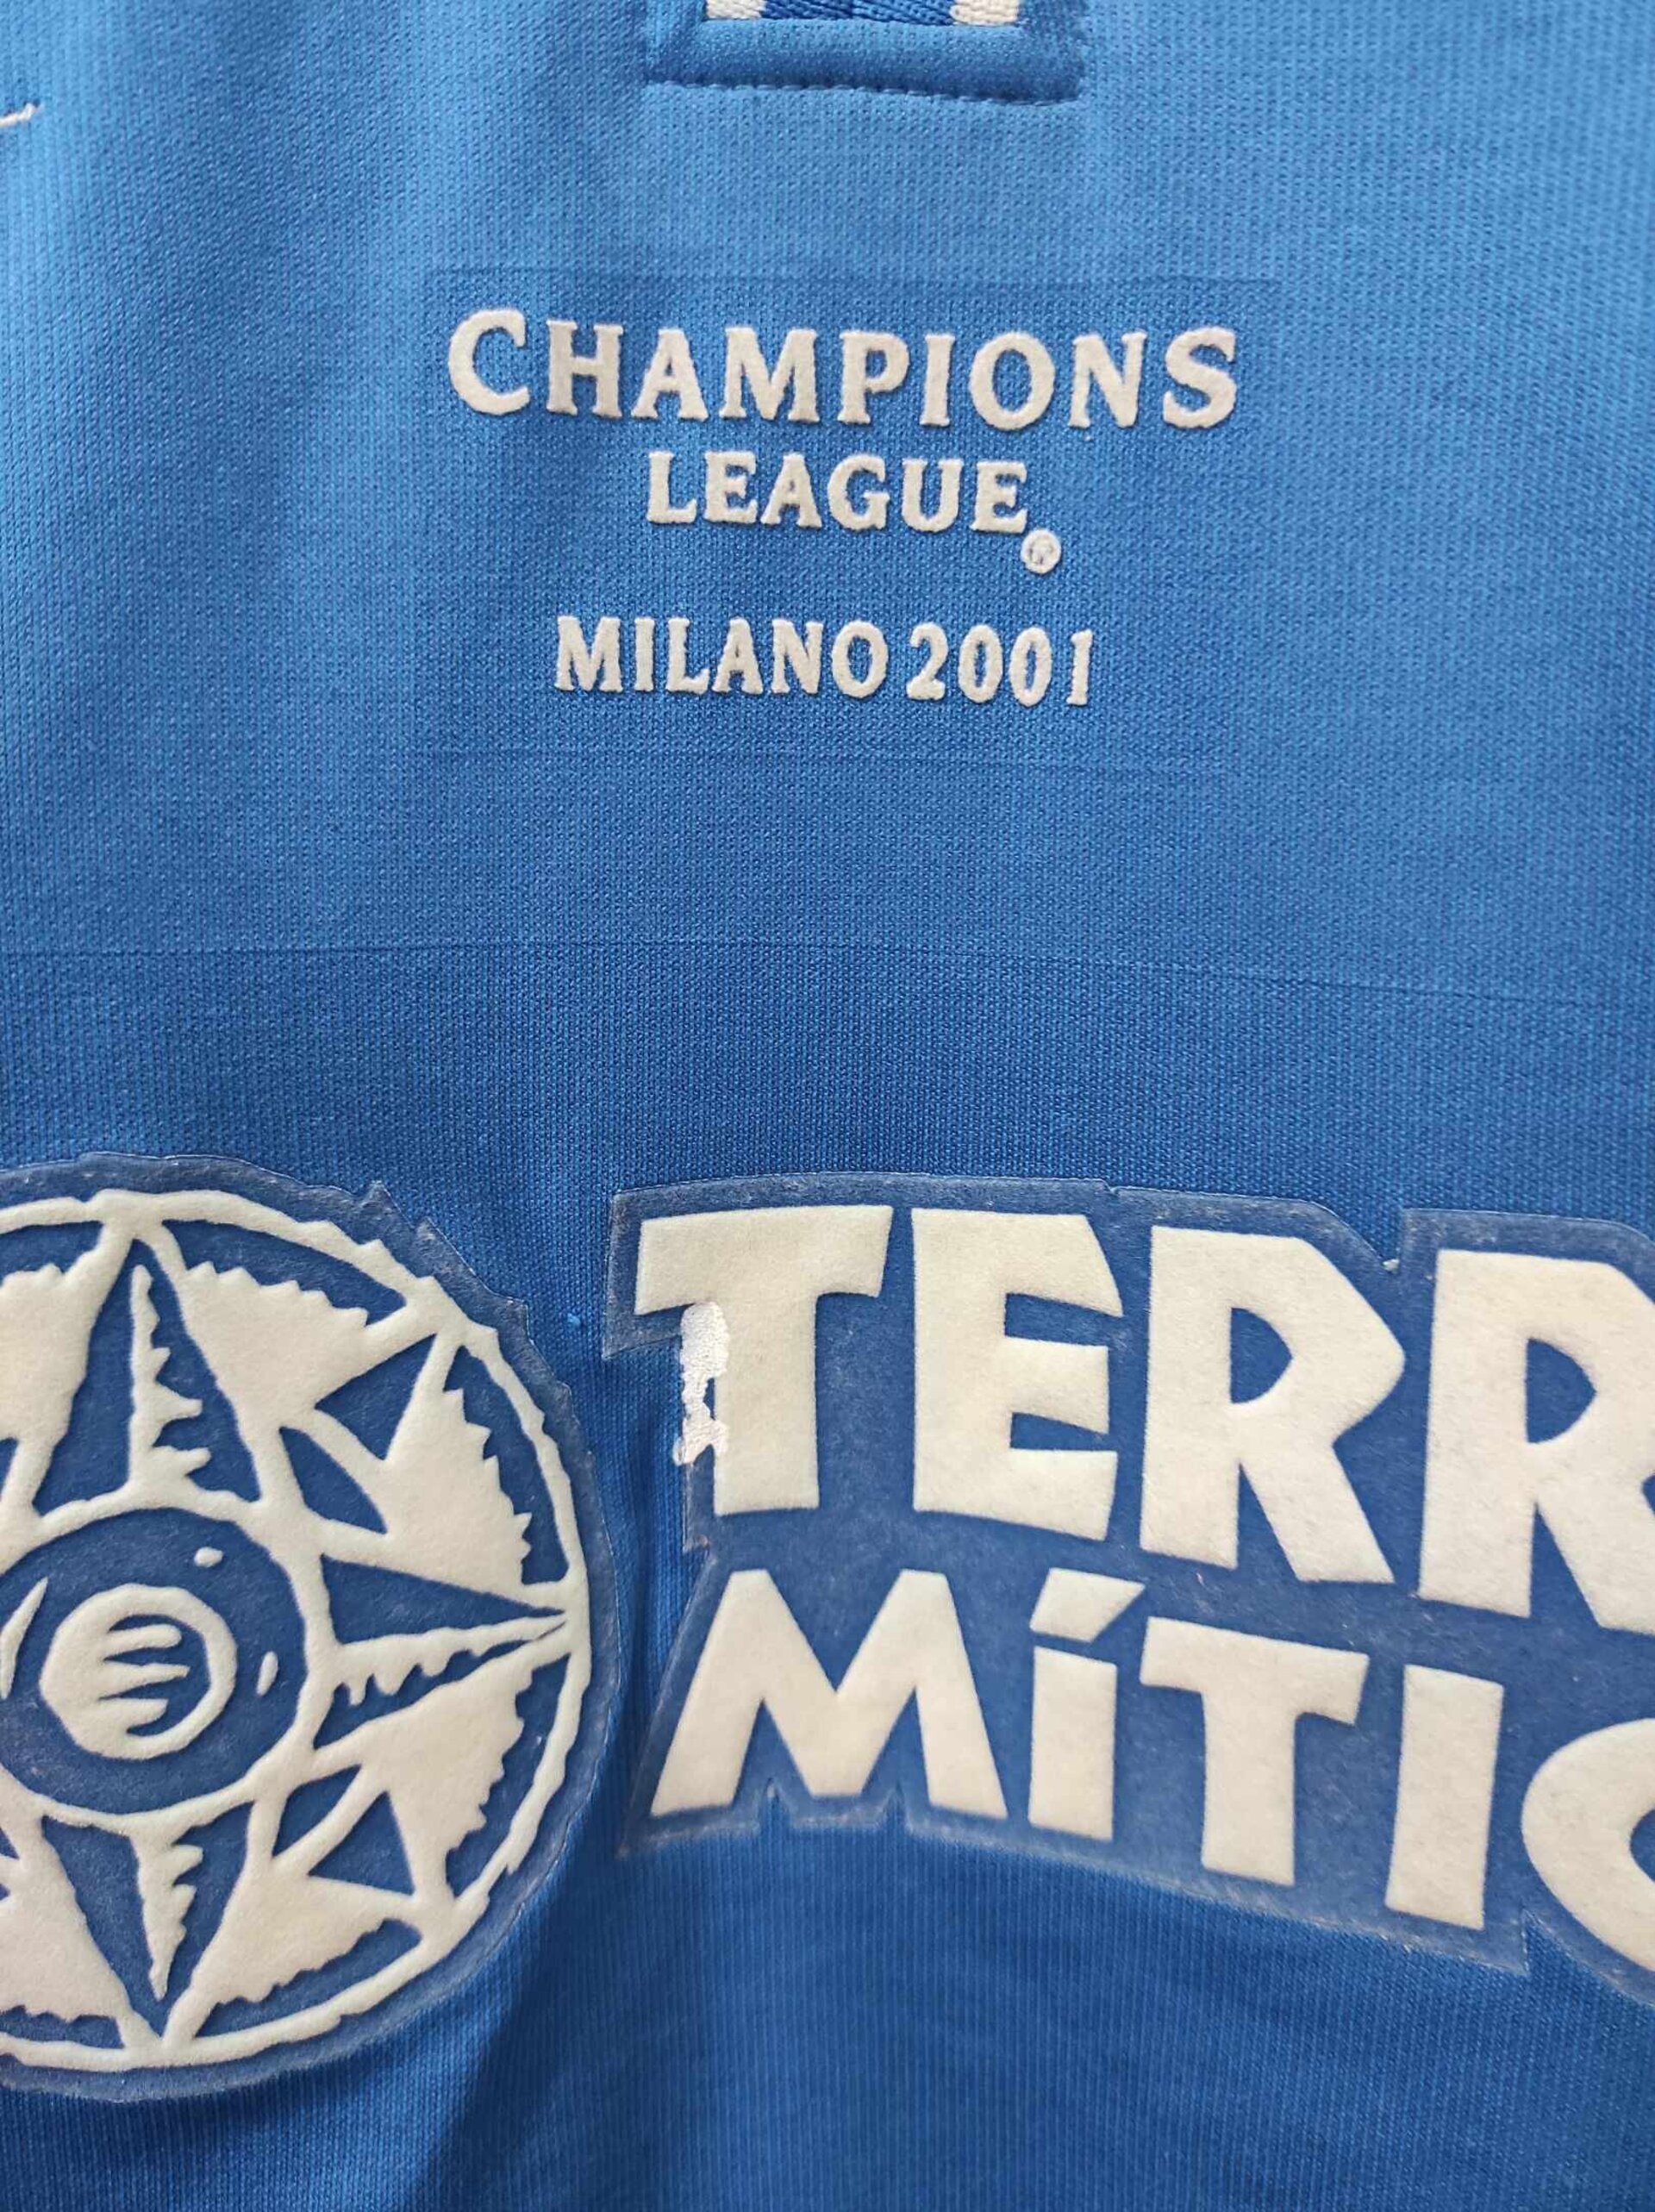 CHAMPIONS
LEAGUE®
MILANO 2001
TERR
MÍTIC